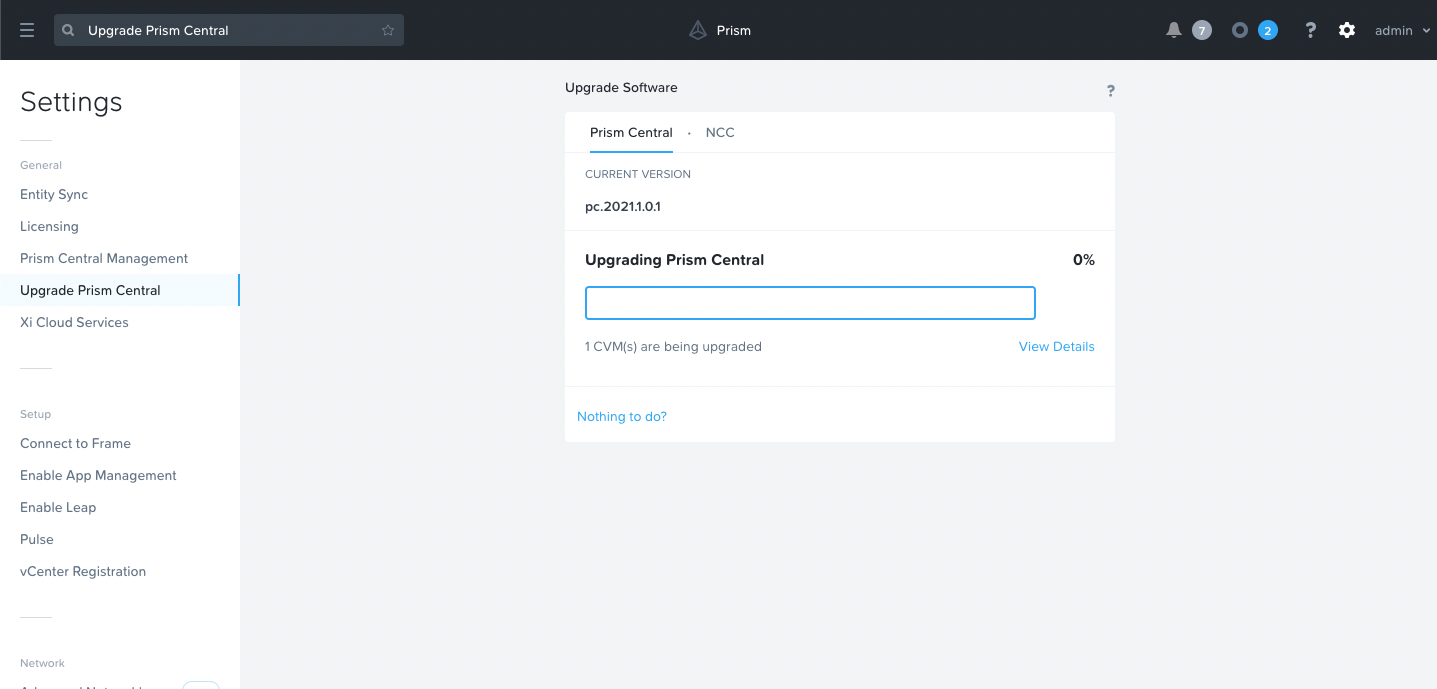 Upgrade Prism Central
Prism
7
2
?
admin
Settings
General
Entity Sync
Licensing
Prism Central Management
Upgrade Prism Central
Xi Cloud Services
Setup
Connect to Frame
Enable App Management
Enable Leap
Pulse
vCenter Registration
Network
Upgrade Software
?
Prism Central · NCC
CURRENT VERSION
pc.2021.1.0.1
Upgrading Prism Central 0%
1 CVM(s) are being upgraded View Details
Nothing to do?